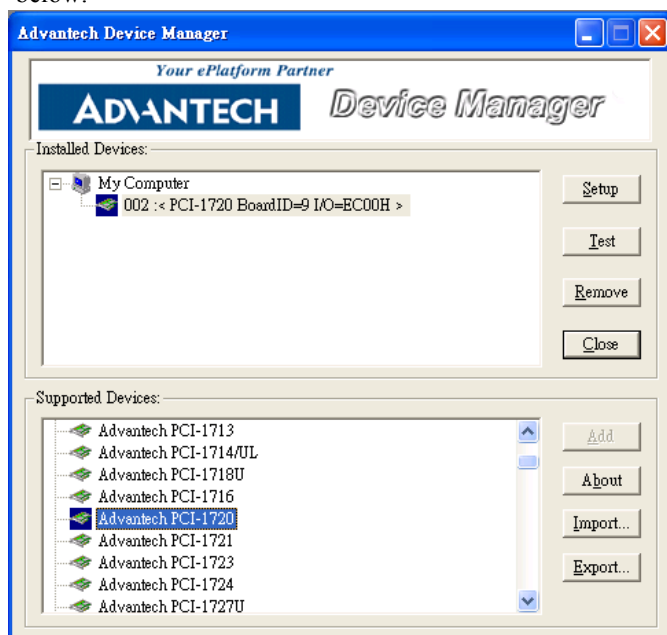 below:
Advantech Device Manager
Your ePlatform Partner
ADVANTECH Device Manager
Installed Devices:
My Computer
002 :< PCI-1720 BoardID=9 I/O=EC00H >
Setup
Test
Remove
Close
Supported Devices:
Advantech PCI-1713
Advantech PCI-1714/UL
Advantech PCI-1718U
Advantech PCI-1716
Advantech PCI-1720
Advantech PCI-1721
Advantech PCI-1723
Advantech PCI-1724
Advantech PCI-1727U
Add
About
Import...
Export...